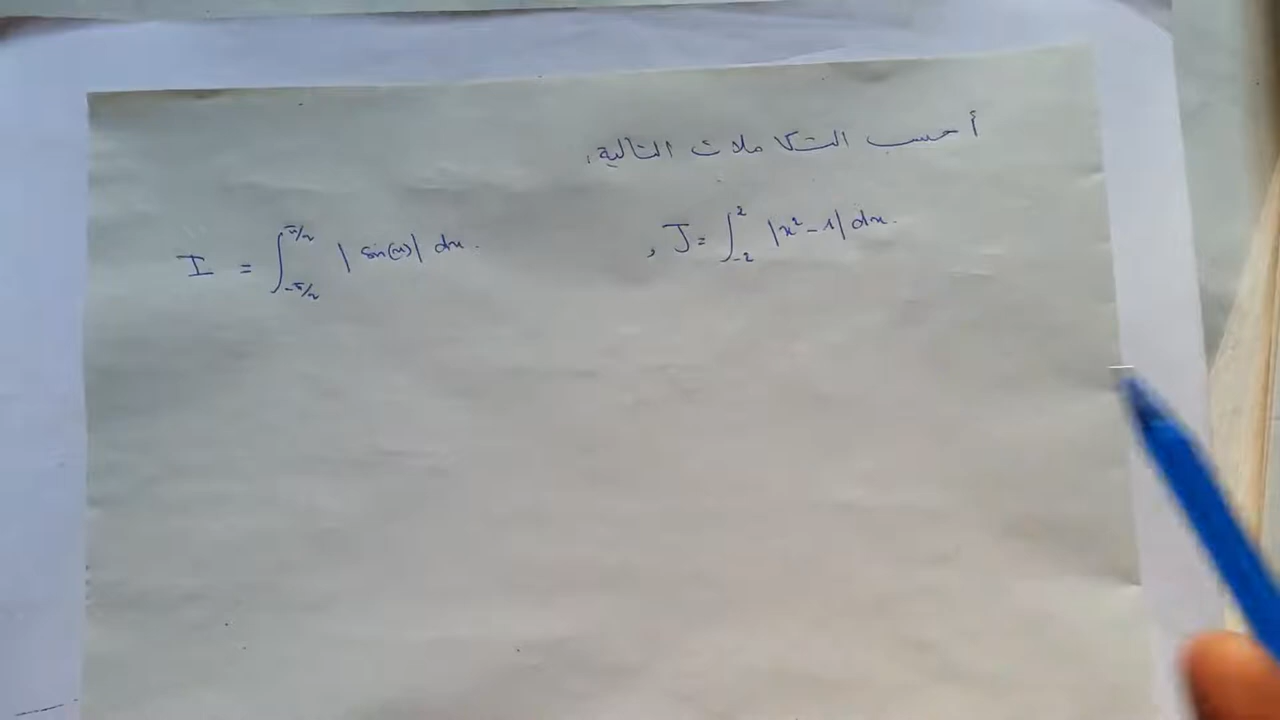 أحسب التكاملات التالية:
I = ∫_{-π/2}^{π/2} |sin(x)| dx. , J = ∫_{-2}^{2} |x² - 1| dx.